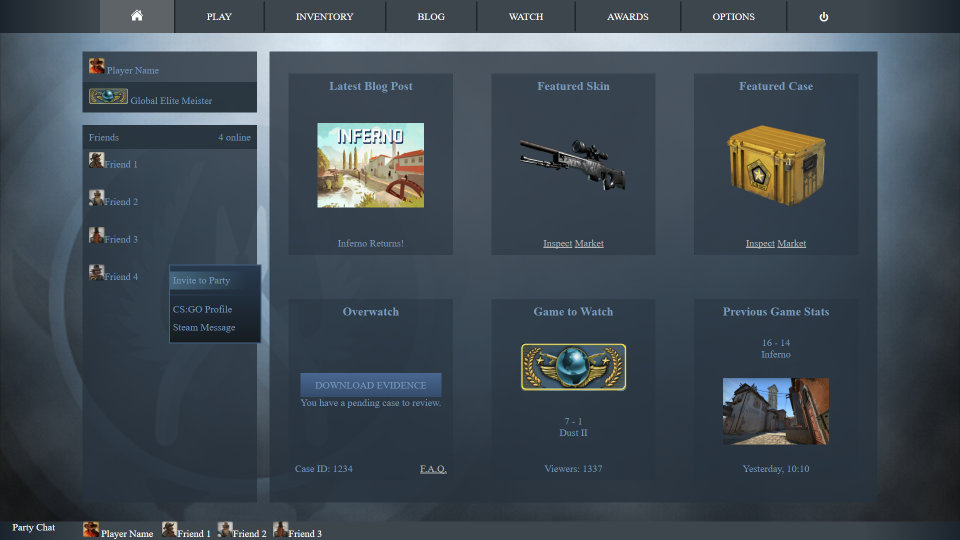 PLAY
INVENTORY
BLOG
WATCH
AWARDS
OPTIONS
Player Name
Global Elite Meister
Friends
4 online
Friend 1
Friend 2
Friend 3
Friend 4
Invite to Party
CS:GO Profile
Steam Message
Latest Blog Post
INFERNO
Inferno Returns!
Featured Skin
Inspect Market
Featured Case
Inspect Market
Overwatch
DOWNLOAD EVIDENCE
You have a pending case to review.
Case ID: 1234
F.A.Q.
Game to Watch
7 - 1
Dust II
Viewers: 1337
Previous Game Stats
16 - 14
Inferno
Yesterday, 10:10
Party Chat
Player Name
Friend 1
Friend 2
Friend 3